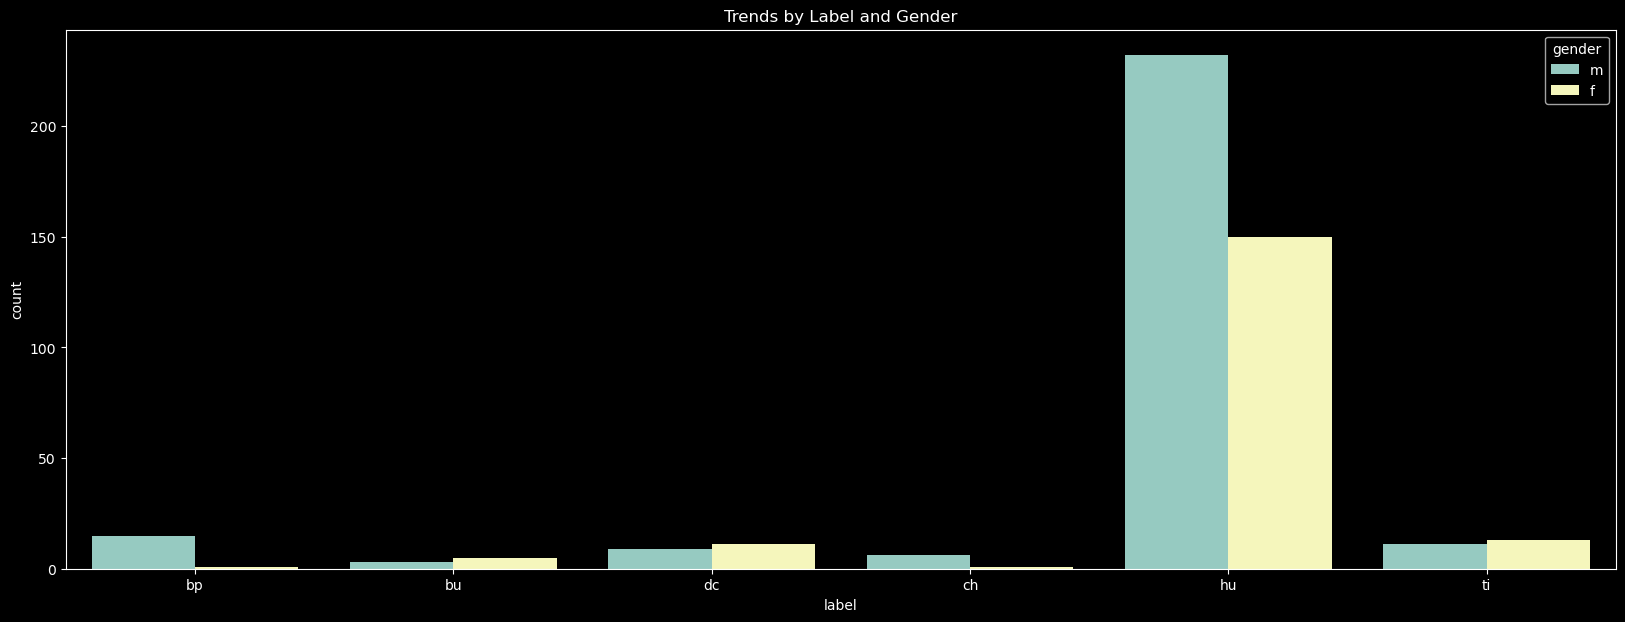 Trends by Label and Gender
gender
m
f
200
150
100
50
0
count
bp bu dc ch hu ti
label